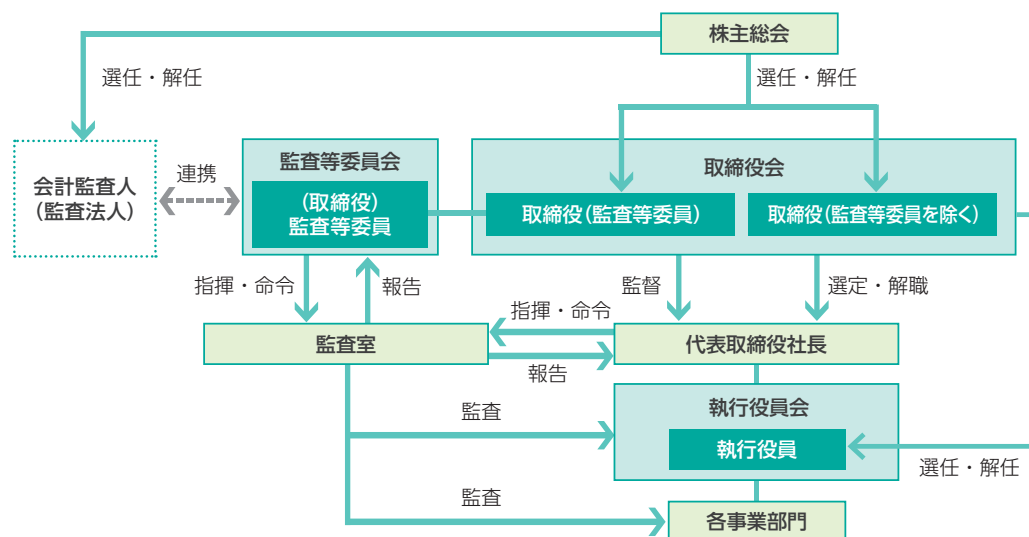 株主総会
選任・解任
選任・解任
会計監査人
(監査法人)
連携
監査等委員会
(取締役)
監査等委員
取締役会
取締役(監査等委員)
取締役(監査等委員を除く)
指揮・命令
報告
監督
選定・解職
指揮・命令
監査室
代表取締役社長
報告
執行役員会
監査
執行役員
選任・解任
監査
各事業部門